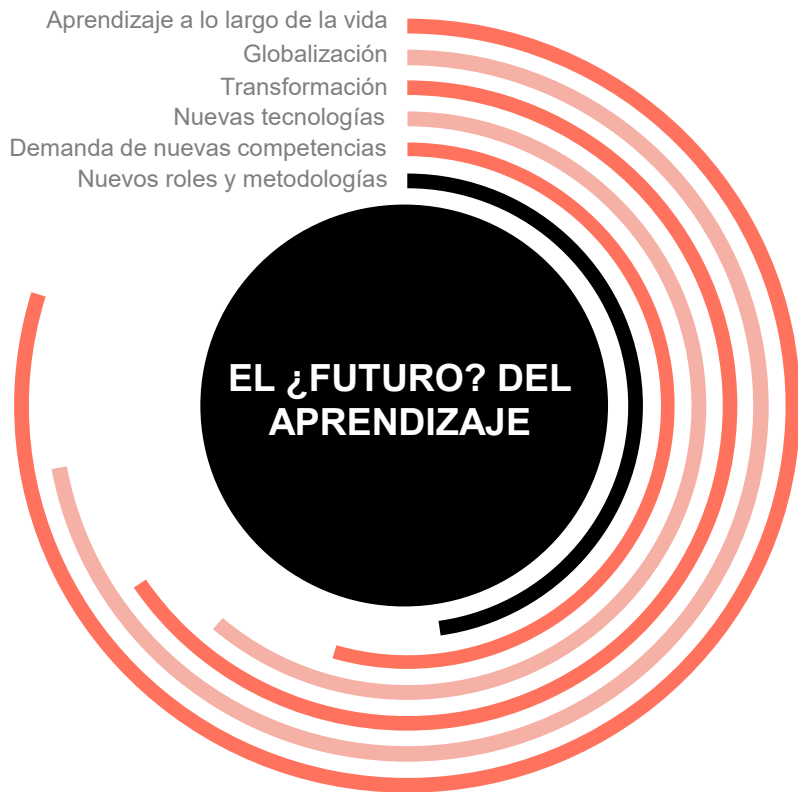 Aprendizaje a lo largo de la vida
Globalización
Transformación
Nuevas tecnologías
Demanda de nuevas competencias
Nuevos roles y metodologías
EL ¿FUTURO? DEL
APRENDIZAJE